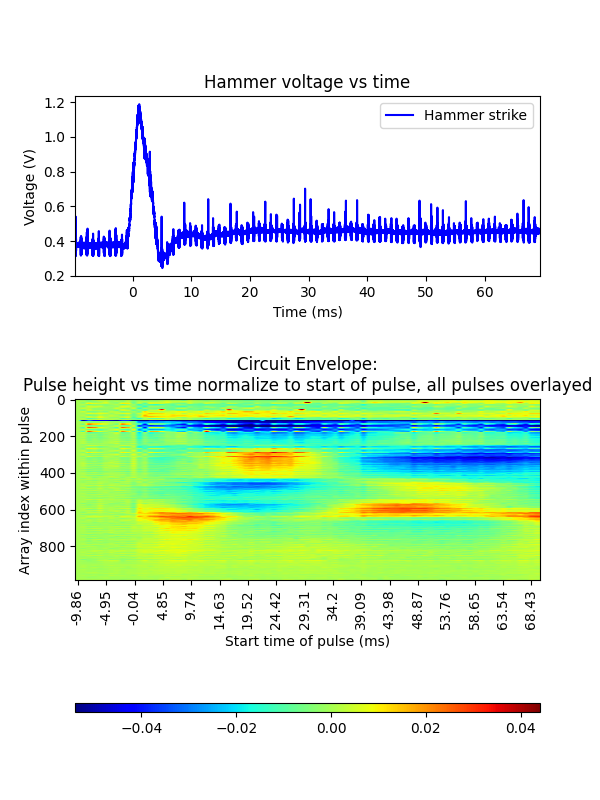 Hammer voltage vs time
Hammer strike
Voltage (V)
1.2
1.0
0.8
0.6
0.4
0.2
0 10 20 30 40 50 60
Time (ms)
Circuit Envelope:
Pulse height vs time normalize to start of pulse, all pulses overlayed
Array index within pulse
0
200
400
600
800
-9.86 -4.95 -0.04 4.85 9.74 14.63 19.52 24.42 29.31 34.2 39.09 43.98 48.87 53.76 58.65 63.54 68.43
Start time of pulse (ms)
−0.04 −0.02 0.00 0.02 0.04